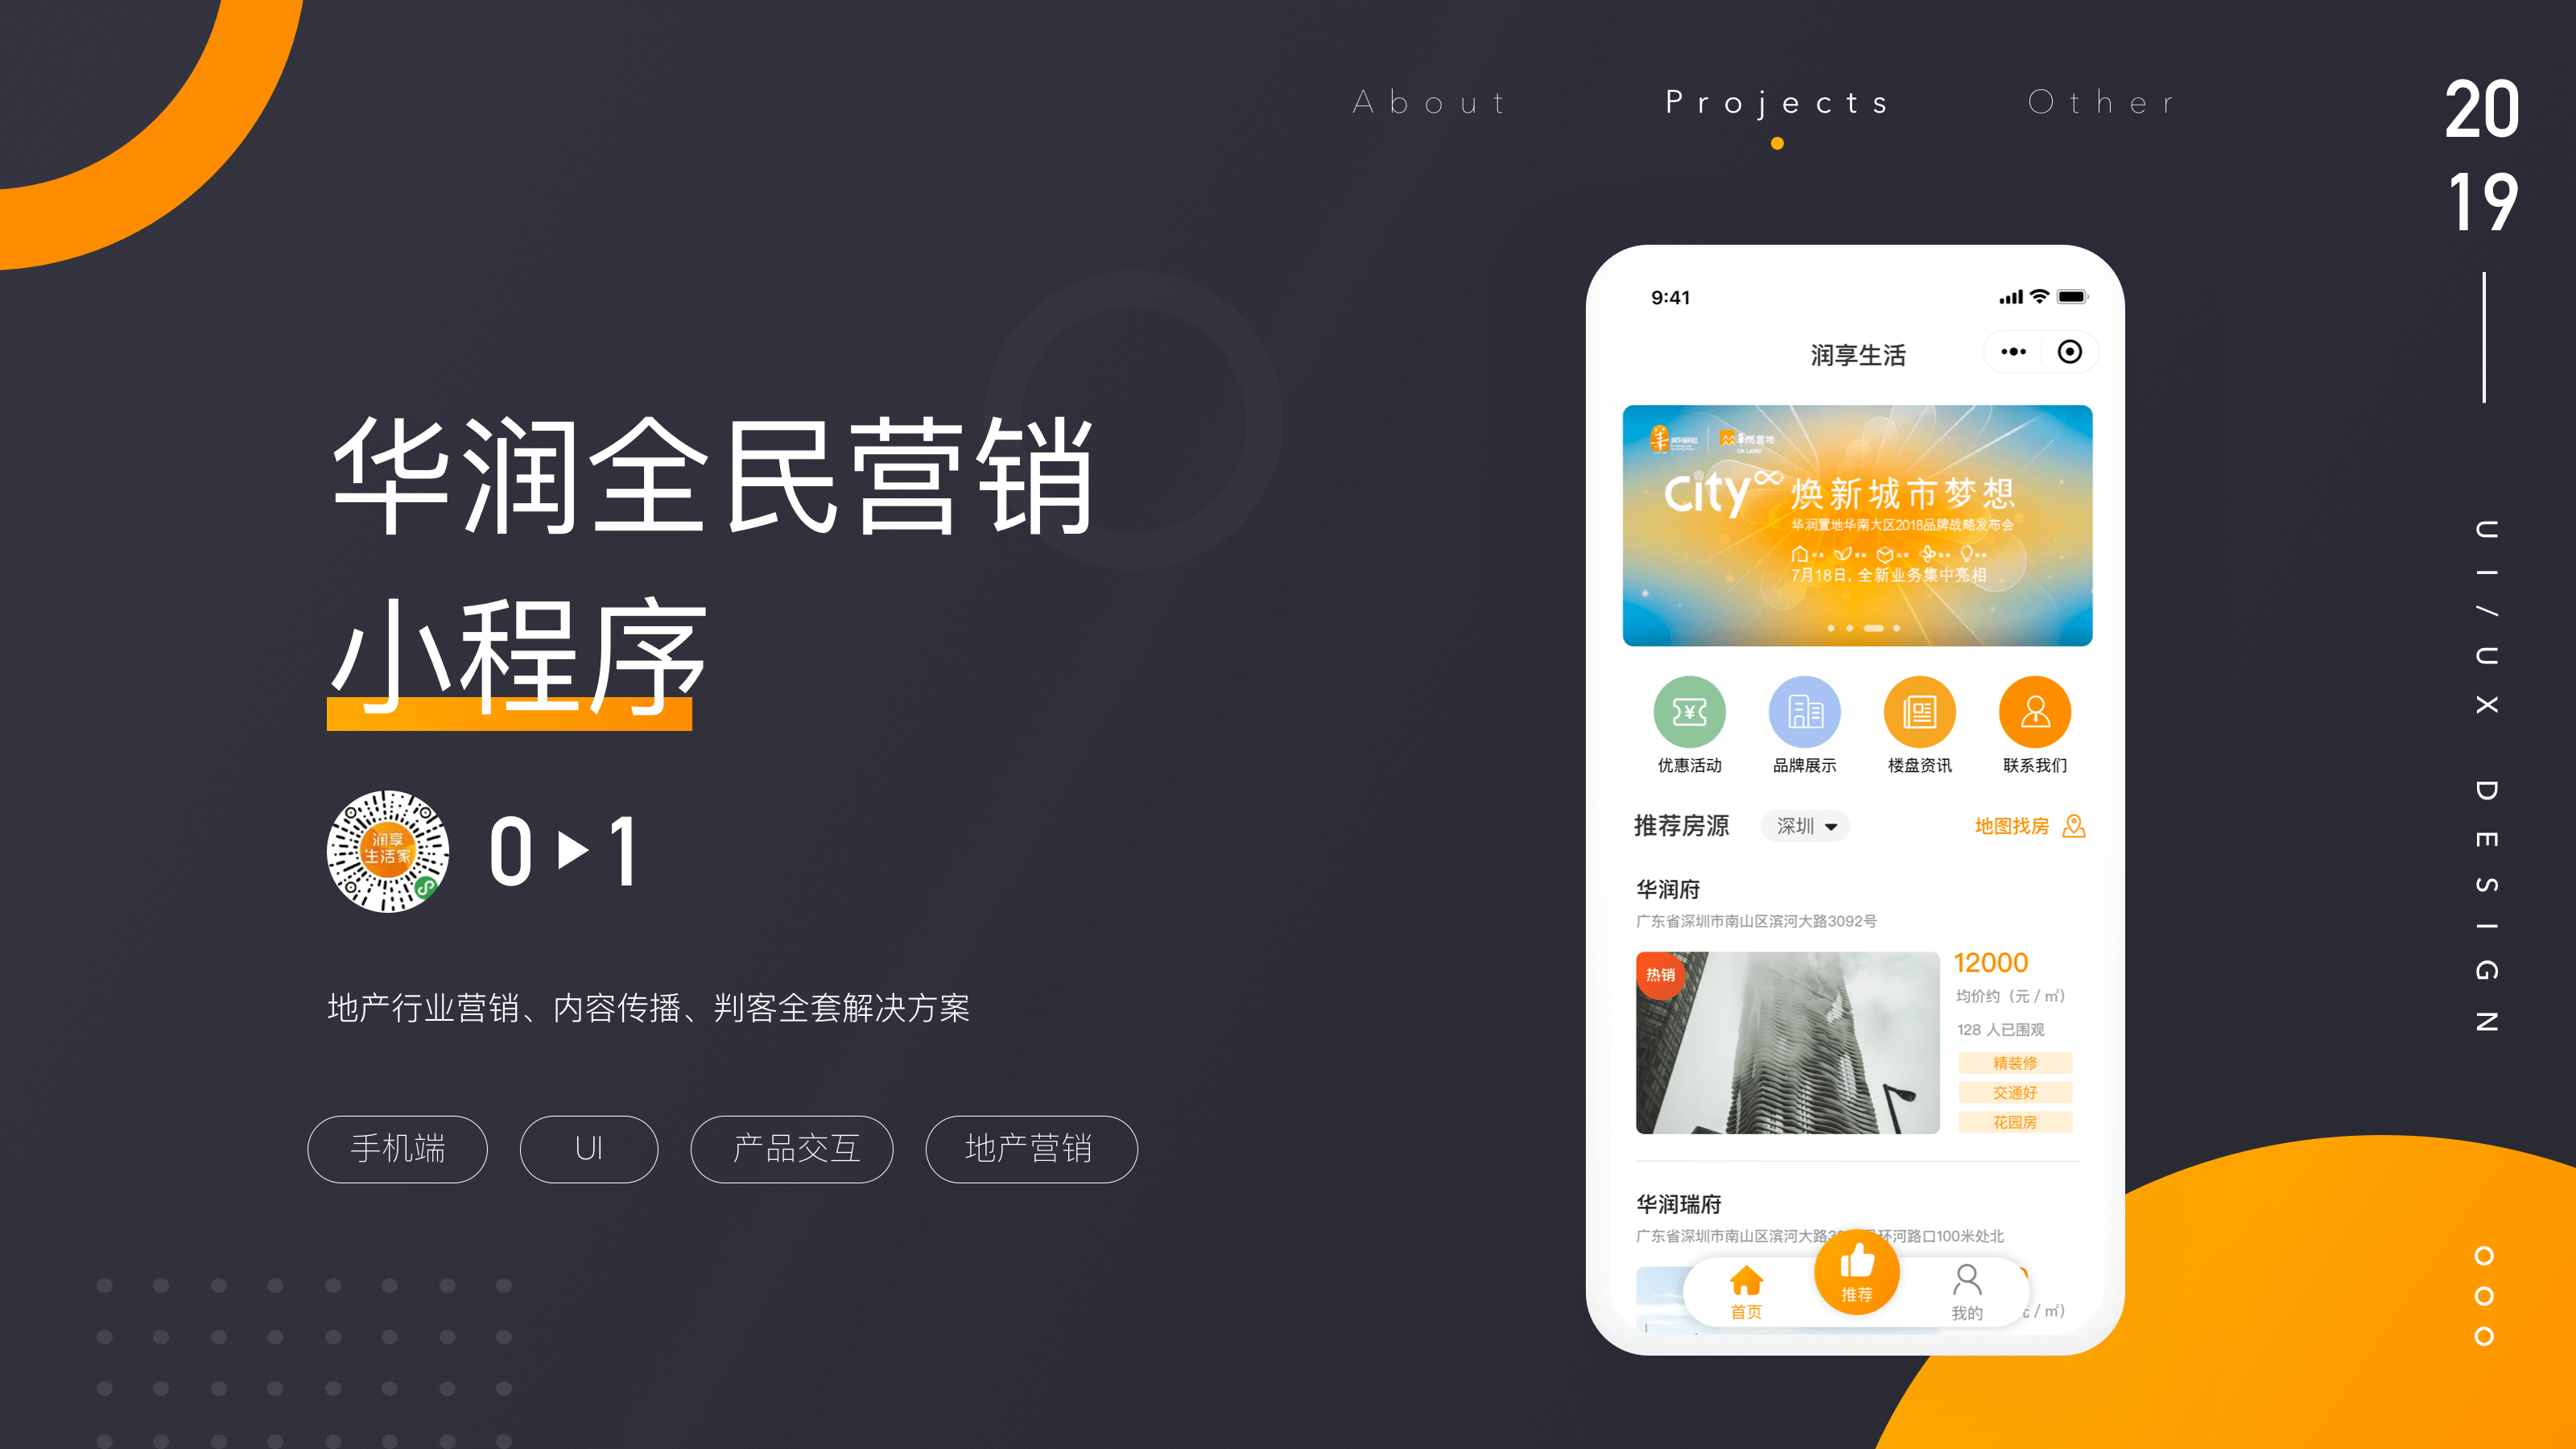 About
Projects
Other
20
19
UI/UX DESIGN
华润全民营销
小程序
润享
生活家
0
1
地产行业营销、内容传播、判客全套解决方案
手机端
UI
产品交互
地产营销
9:41
润享生活
华润置地
CR LAND
City∞ 焕新城市梦想
华润置地华南大区2018品牌战略发布会
7月18日, 全新业务集中亮相
优惠活动
品牌展示
楼盘资讯
联系我们
推荐房源
深圳
地图找房
华润府
广东省深圳市南山区滨河大路3092号
热销
12000
均价约（元 / ㎡）
128 人已围观
精装修
交通好
花园房
华润瑞府
广东省深圳市南山区滨河大路 环河路口100米处北
/ ㎡）
首页
推荐
我的